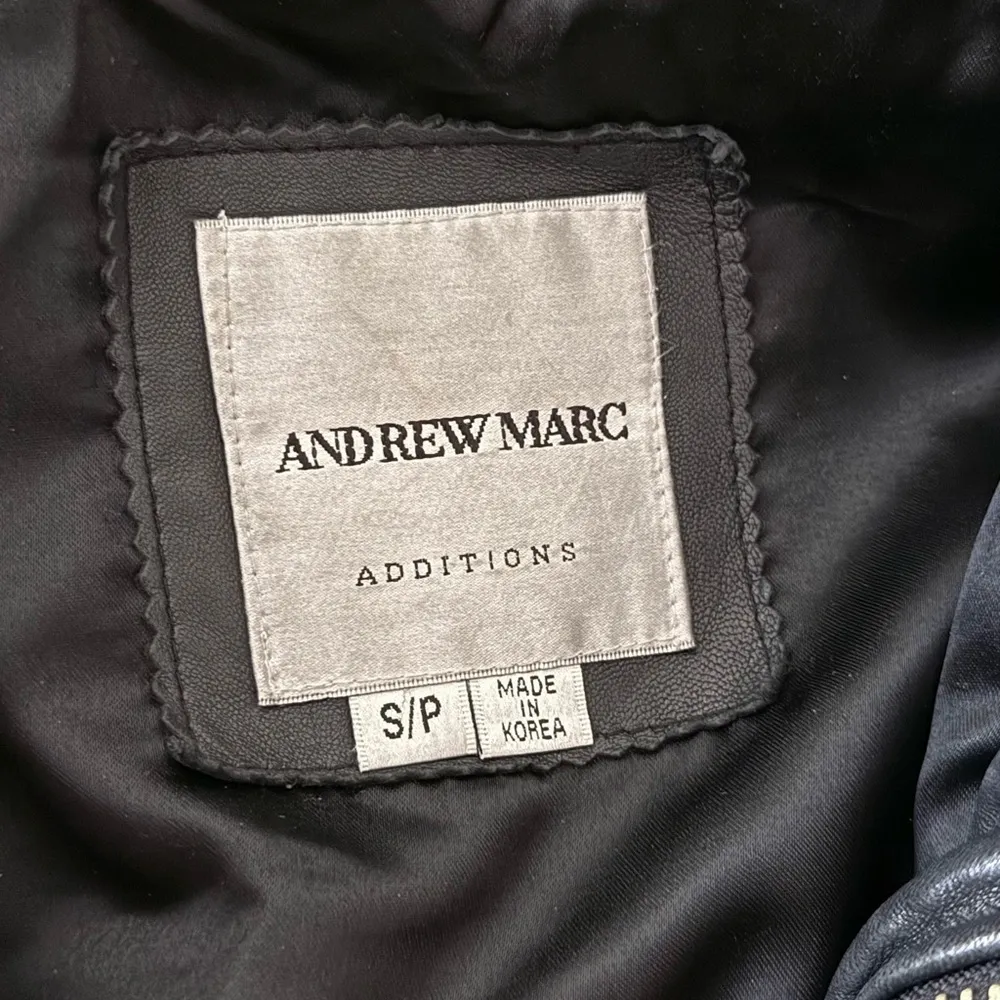 ANDREW MARC
ADDITIONS
S/P
MADE
IN
KOREA